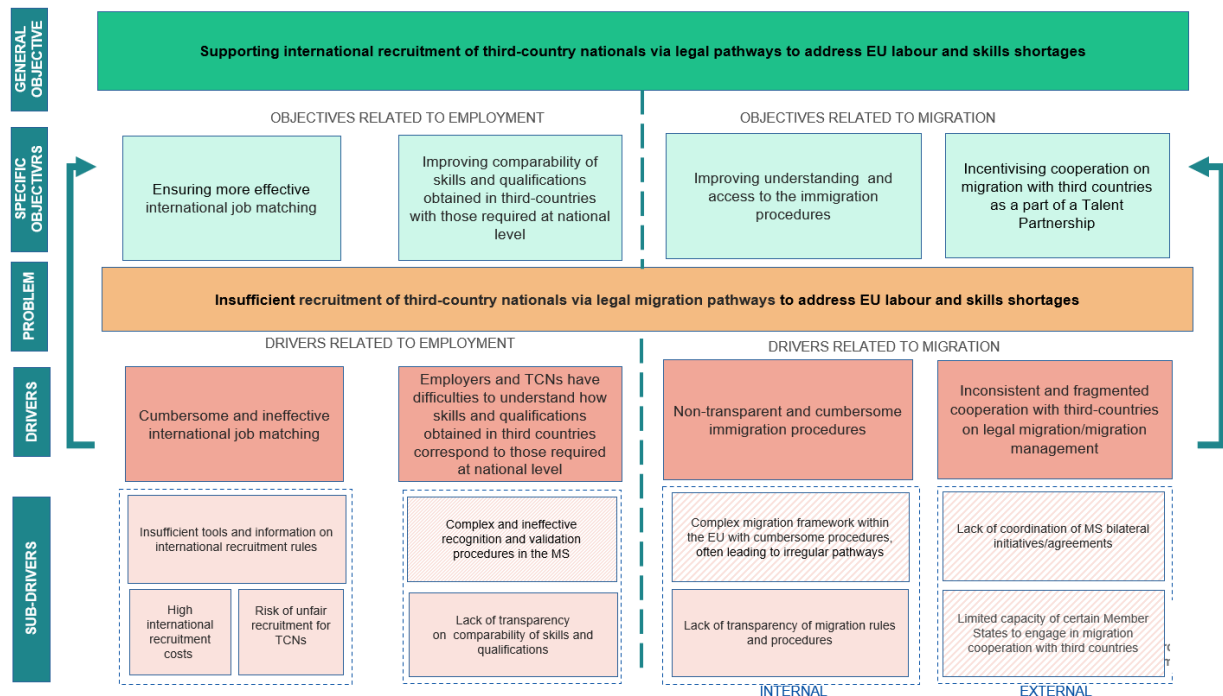 GENERAL
OBJECTIVE
Supporting international recruitment of third-country nationals via legal pathways to address EU labour and skills shortages
OBJECTIVES RELATED TO EMPLOYMENT
OBJECTIVES RELATED TO MIGRATION
SPECIFIC
OBJECTIVRS
Ensuring more effective
international job matching
Improving comparability of
skills and qualifications
obtained in third-countries
with those required at national
level
Improving understanding and
access to the immigration
procedures
Incentivising cooperation on
migration with third countries
as a part of a Talent
Partnership
PROBLEM
Insufficient recruitment of third-country nationals via legal migration pathways to address EU labour and skills shortages
DRIVERS RELATED TO EMPLOYMENT
DRIVERS RELATED TO MIGRATION
DRIVERS
Cumbersome and ineffective
international job matching
Employers and TCNs have
difficulties to understand how
skills and qualifications
obtained in third countries
correspond to those required
at national level
Non-transparent and cumbersome
immigration procedures
Inconsistent and fragmented
cooperation with third-countries
on legal migration/migration
management
SUB-DRIVERS
Insufficient tools and information on
international recruitment rules
High
international
recruitment
costs
Risk of unfair
recruitment for
TCNs
Complex and ineffective
recognition and validation
procedures in the MS
Lack of transparency
on comparability of skills and
qualifications
Complex migration framework within
the EU with cumbersome procedures,
often leading to irregular pathways
Lack of transparency of migration rules
and procedures
Lack of coordination of MS bilateral
initiatives/agreements
Limited capacity of certain Member
States to engage in migration
cooperation with third countries
INTERNAL
EXTERNAL